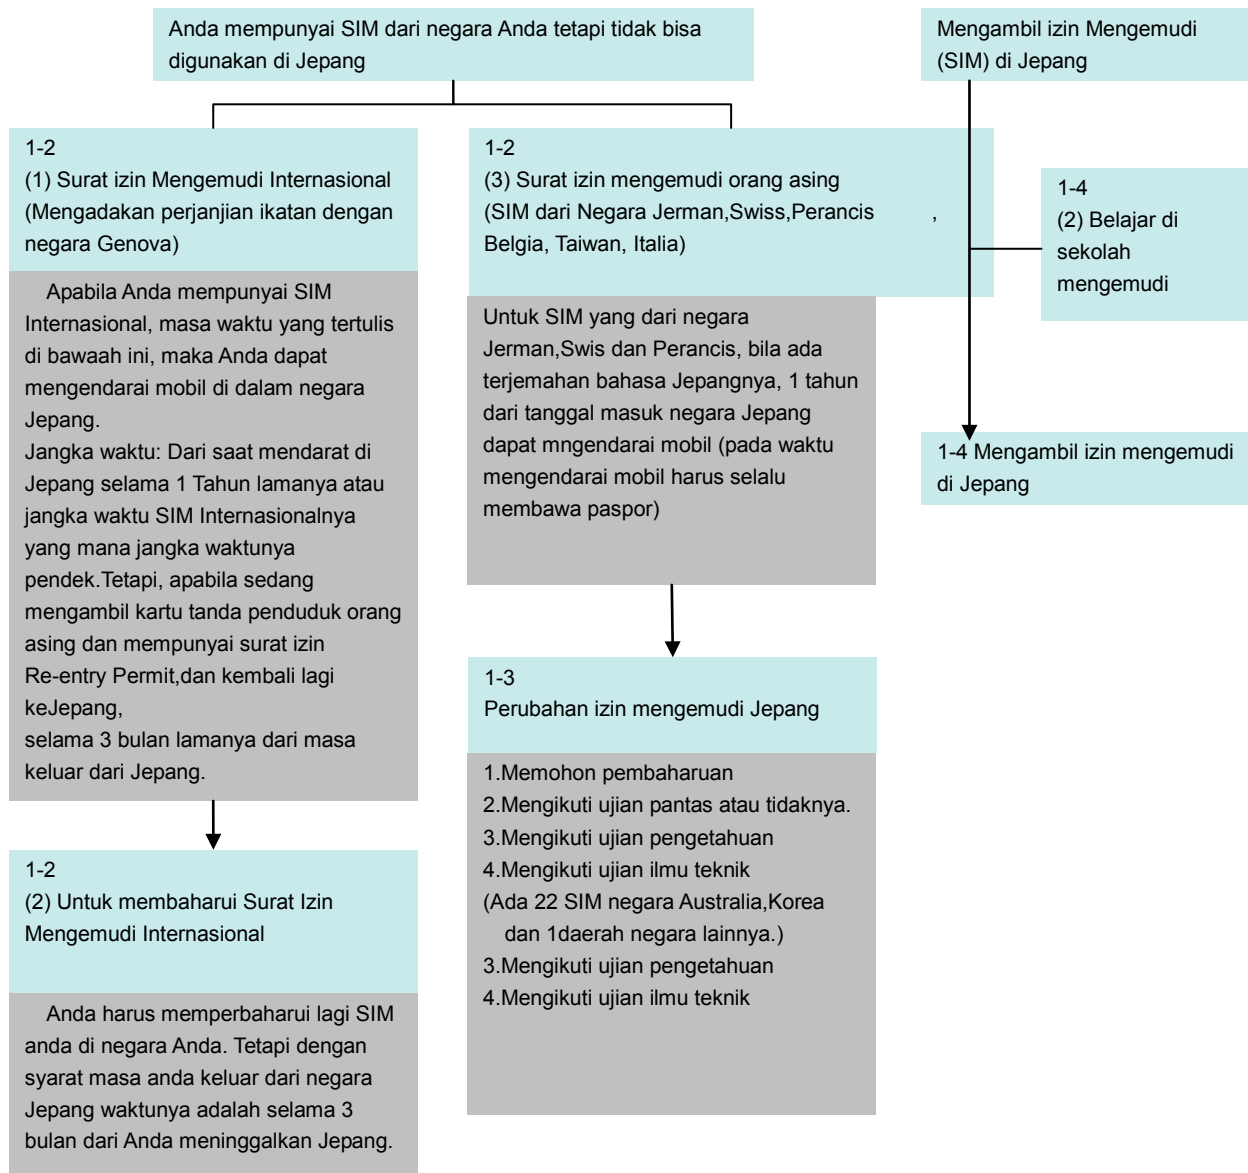 Anda mempunyai SIM dari negara Anda tetapi tidak bisa
digunakan di Jepang
Mengambil izin Mengemudi
(SIM) di Jepang
1-2
(1) Surat izin Mengemudi Internasional
(Mengadakan perjanjian ikatan dengan
negara Genova)
Apabila Anda mempunyai SIM
Internasional, masa waktu yang tertulis
di bawaah ini, maka Anda dapat
mengendarai mobil di dalam negara
Jepang.
Jangka waktu: Dari saat mendarat di
Jepang selama 1 Tahun lamanya atau
jangka waktu SIM Internasionalnya
yang mana jangka waktunya
pendek.Tetapi, apabila sedang
mengambil kartu tanda penduduk orang
asing dan mempunyai surat izin
Re-entry Permit,dan kembali lagi
keJepang,
selama 3 bulan lamanya dari masa
keluar dari Jepang.
1-2
(2) Untuk membaharui Surat Izin
Mengemudi Internasional
Anda harus memperbaharui lagi SIM
anda di negara Anda. Tetapi dengan
syarat masa anda keluar dari negara
Jepang waktunya adalah selama 3
bulan dari Anda meninggalkan Jepang.
1-2
(3) Surat izin mengemudi orang asing
(SIM dari Negara Jerman,Swiss,Perancis ,
Belgia, Taiwan, Italia)
Untuk SIM yang dari negara
Jerman,Swis dan Perancis, bila ada
terjemahan bahasa Jepangnya, 1 tahun
dari tanggal masuk negara Jepang
dapat mngendarai mobil (pada waktu
mengendarai mobil harus selalu
membawa paspor)
1-3
Perubahan izin mengemudi Jepang
1.Memohon pembaharuan
2.Mengikuti ujian pantas atau tidaknya.
3.Mengikuti ujian pengetahuan
4.Mengikuti ujian ilmu teknik
(Ada 22 SIM negara Australia,Korea
dan 1daerah negara lainnya.)
3.Mengikuti ujian pengetahuan
4.Mengikuti ujian ilmu teknik
1-4
(2) Belajar di
sekolah
mengemudi
1-4 Mengambil izin mengemudi
di Jepang